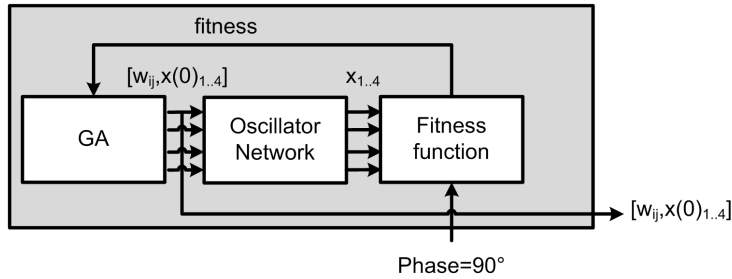 fitness
[wij,x(0)1..4]
x1..4
GA
Oscillator
Network
Fitness
function
[wij,x(0)1..4]
Phase=90°